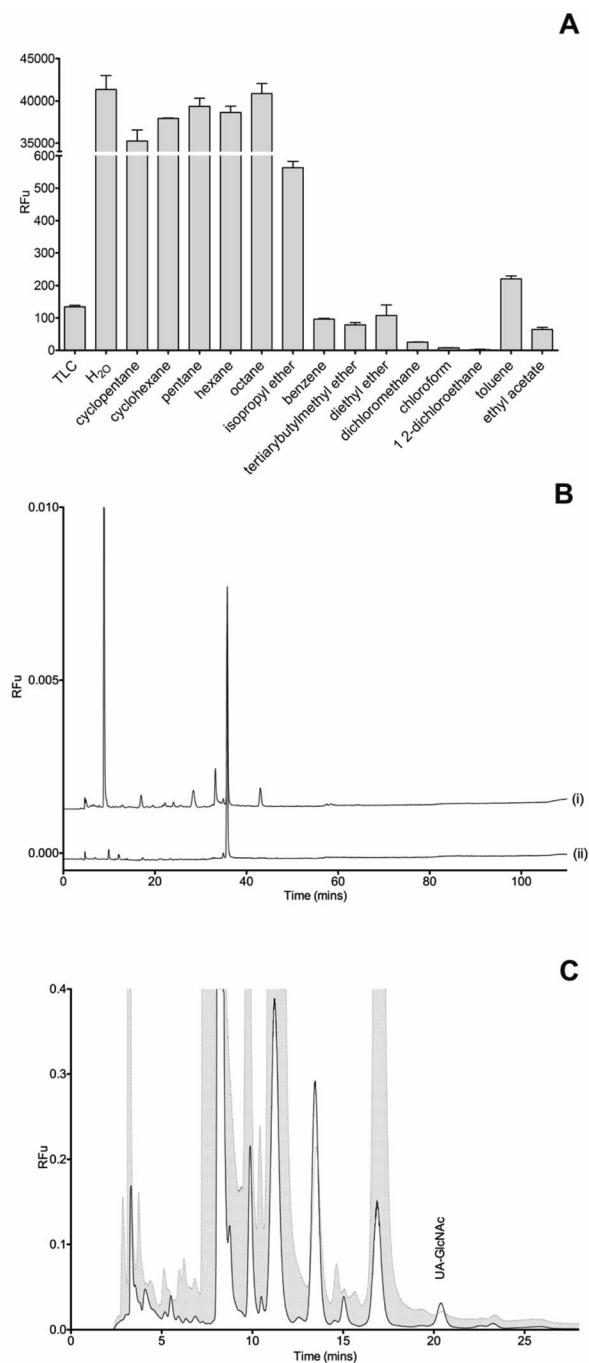 A
45000
40000
35000
600
500
400
300
200
100
0
RFu
TLC
H2O
cyclopentane
cyclohexane
pentane
hexane
octane
isopropyl ether
benzene
tertiarybutylmethyl ether
diethyl ether
dichloromethane
chloroform
1 2-dichloroethane
toluene
ethyl acetate
B
0.010
0.005
0.000
RFu
(i)
(ii)
0 20 40 60 80 100
Time (mins)
C
0.4
0.3
0.2
0.1
0.0
RFu
UA-GlcNAc
0 5 10 15 20 25
Time (mins)